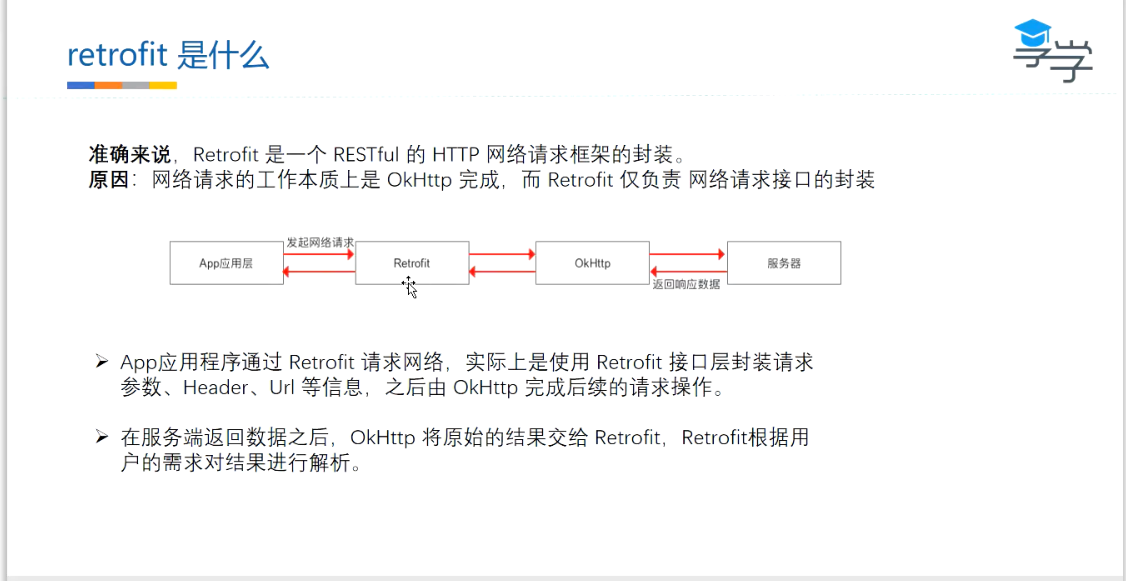 retrofit 是什么
享学
准确来说，Retrofit 是一个 RESTful 的 HTTP 网络请求框架的封装。
原因：网络请求的工作本质上是 OkHttp 完成，而 Retrofit 仅负责 网络请求接口的封装
发起网络请求
App应用层
Retrofit
OkHttp
服务器
返回响应数据
App应用程序通过 Retrofit 请求网络，实际上是使用 Retrofit 接口层封装请求
参数、Header、Url 等信息，之后由 OkHttp 完成后续的请求操作。
在服务端返回数据之后，OkHttp 将原始的结果交给 Retrofit，Retrofit根据用
户的需求对结果进行解析。